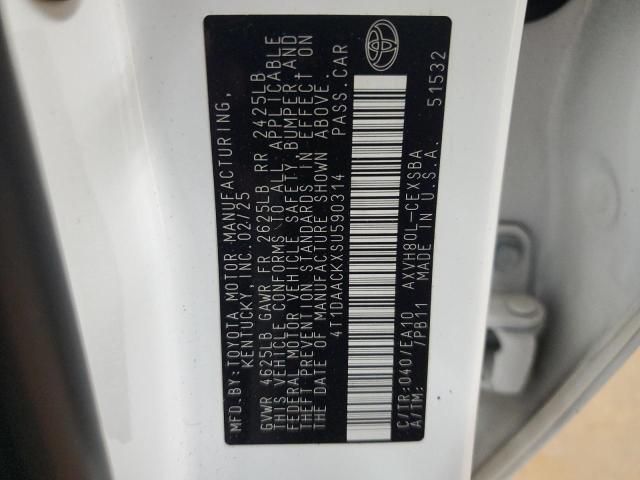 MFD.BY:TOYOTA MOTOR MANUFACTURING,
KENTUCKY, INC. 02/25
GVWR 4625LB GAWR FR 2625LB RR 2425LB
THIS VEHICLE CONFORMS TO ALL APPLICABLE
FEDERAL MOTOR VEHICLE SAFETY, BUMPER, AND
THEFT PREVENTION STANDARDS IN EFFECT ON
THE DATE OF MANUFACTURE SHOWN ABOVE.
4T1DAACKXSU590314 PASS.CAR
C/TR:040/EA10 AXVH80L-CEXSBA
A/TM: /PB11 MADE IN U.S.A. 51532